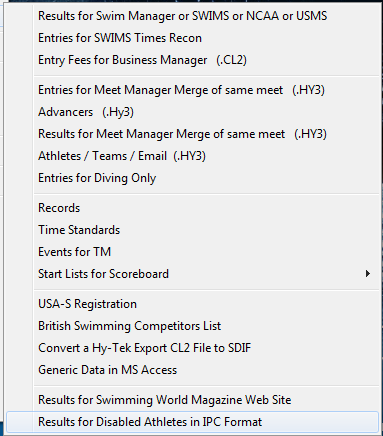 Results for Swim Manager or SWIMS or NCAA or USMS
Entries for SWIMS Times Recon
Entry Fees for Business Manager (.CL2)
Entries for Meet Manager Merge of same meet (.HY3)
Advancers (.Hy3)
Results for Meet Manager Merge of same meet (.HY3)
Athletes / Teams / Email (.HY3)
Entries for Diving Only
Records
Time Standards
Events for TM
Start Lists for Scoreboard
USA-S Registration
British Swimming Competitors List
Convert a Hy-Tek Export CL2 File to SDIF
Generic Data in MS Access
Results for Swimming World Magazine Web Site
Results for Disabled Athletes in IPC Format